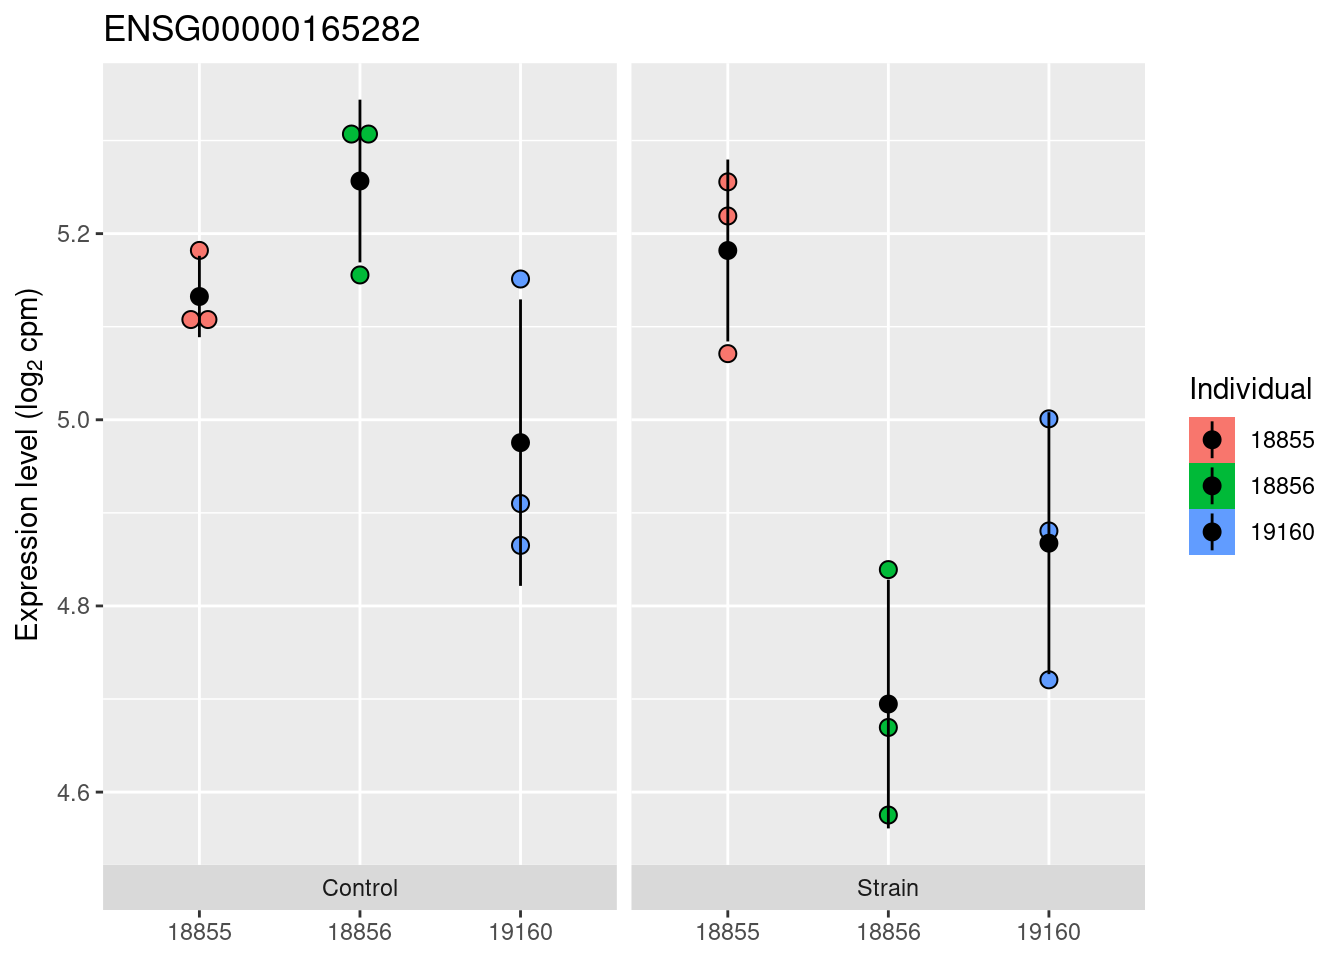 ENSG00000165282
Expression level (log2 cpm)
5.2
5.0
4.8
4.6
Control
Strain
18855 18856 19160 18855 18856 19160
Individual
18855
18856
19160